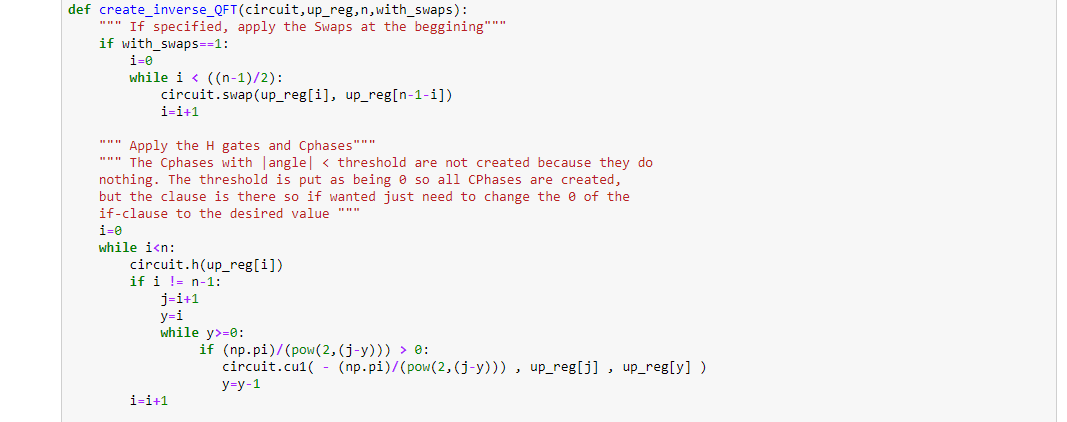 def create_inverse_QFT(circuit,up_reg,n,with_swaps):
    """ If specified, apply the Swaps at the beggining"""
    if with_swaps==1:
        i=0
        while i < ((n-1)/2):
            circuit.swap(up_reg[i], up_reg[n-1-i])
            i=i+1

    """ Apply the H gates and Cphases"""
    """ The Cphases with |angle| < threshold are not created because they do
    nothing. The threshold is put as being 0 so all CPhases are created,
    but the clause is there so if wanted just need to change the 0 of the
    if-clause to the desired value """
    i=0
    while i<n:
        circuit.h(up_reg[i])
        if i != n-1:
            j=i+1
            y=i
            while y>=0:
                 if (np.pi)/(pow(2,(j-y))) > 0:
                    circuit.cu1( - (np.pi)/(pow(2,(j-y))) , up_reg[j] , up_reg[y] )
                    y=y-1
        i=i+1